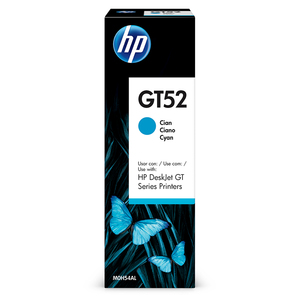 hp
GT52
Cian
Ciano
Cyan
Usar con: / Use com: /
Use with:
HP DeskJet GT
Series Printers
M0H54AL